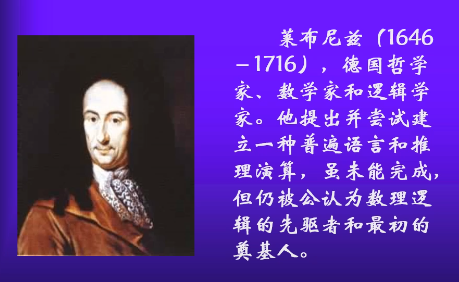 莱布尼兹（1646
－1716），德国哲学
家、数学家和逻辑学
家。他提出并尝试建
立一种普遍语言和推
理演算，虽未能完成，
但仍被公认为数理逻
辑的先驱者和最初的
奠基人。